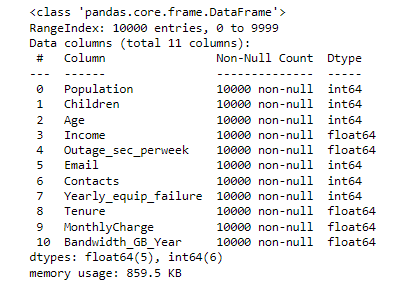 <class 'pandas.core.frame.DataFrame'>
RangeIndex: 10000 entries, 0 to 9999
Data columns (total 11 columns):
 #   Column                Non-Null Count  Dtype
---  ------                --------------  -----
 0   Population            10000 non-null  int64
 1   Children              10000 non-null  int64
 2   Age                   10000 non-null  int64
 3   Income                10000 non-null  float64
 4   Outage_sec_perweek    10000 non-null  float64
 5   Email                 10000 non-null  int64
 6   Contacts              10000 non-null  int64
 7   Yearly_equip_failure  10000 non-null  int64
 8   Tenure                10000 non-null  float64
 9   MonthlyCharge         10000 non-null  float64
 10  Bandwidth_GB_Year     10000 non-null  float64
dtypes: float64(5), int64(6)
memory usage: 859.5 KB